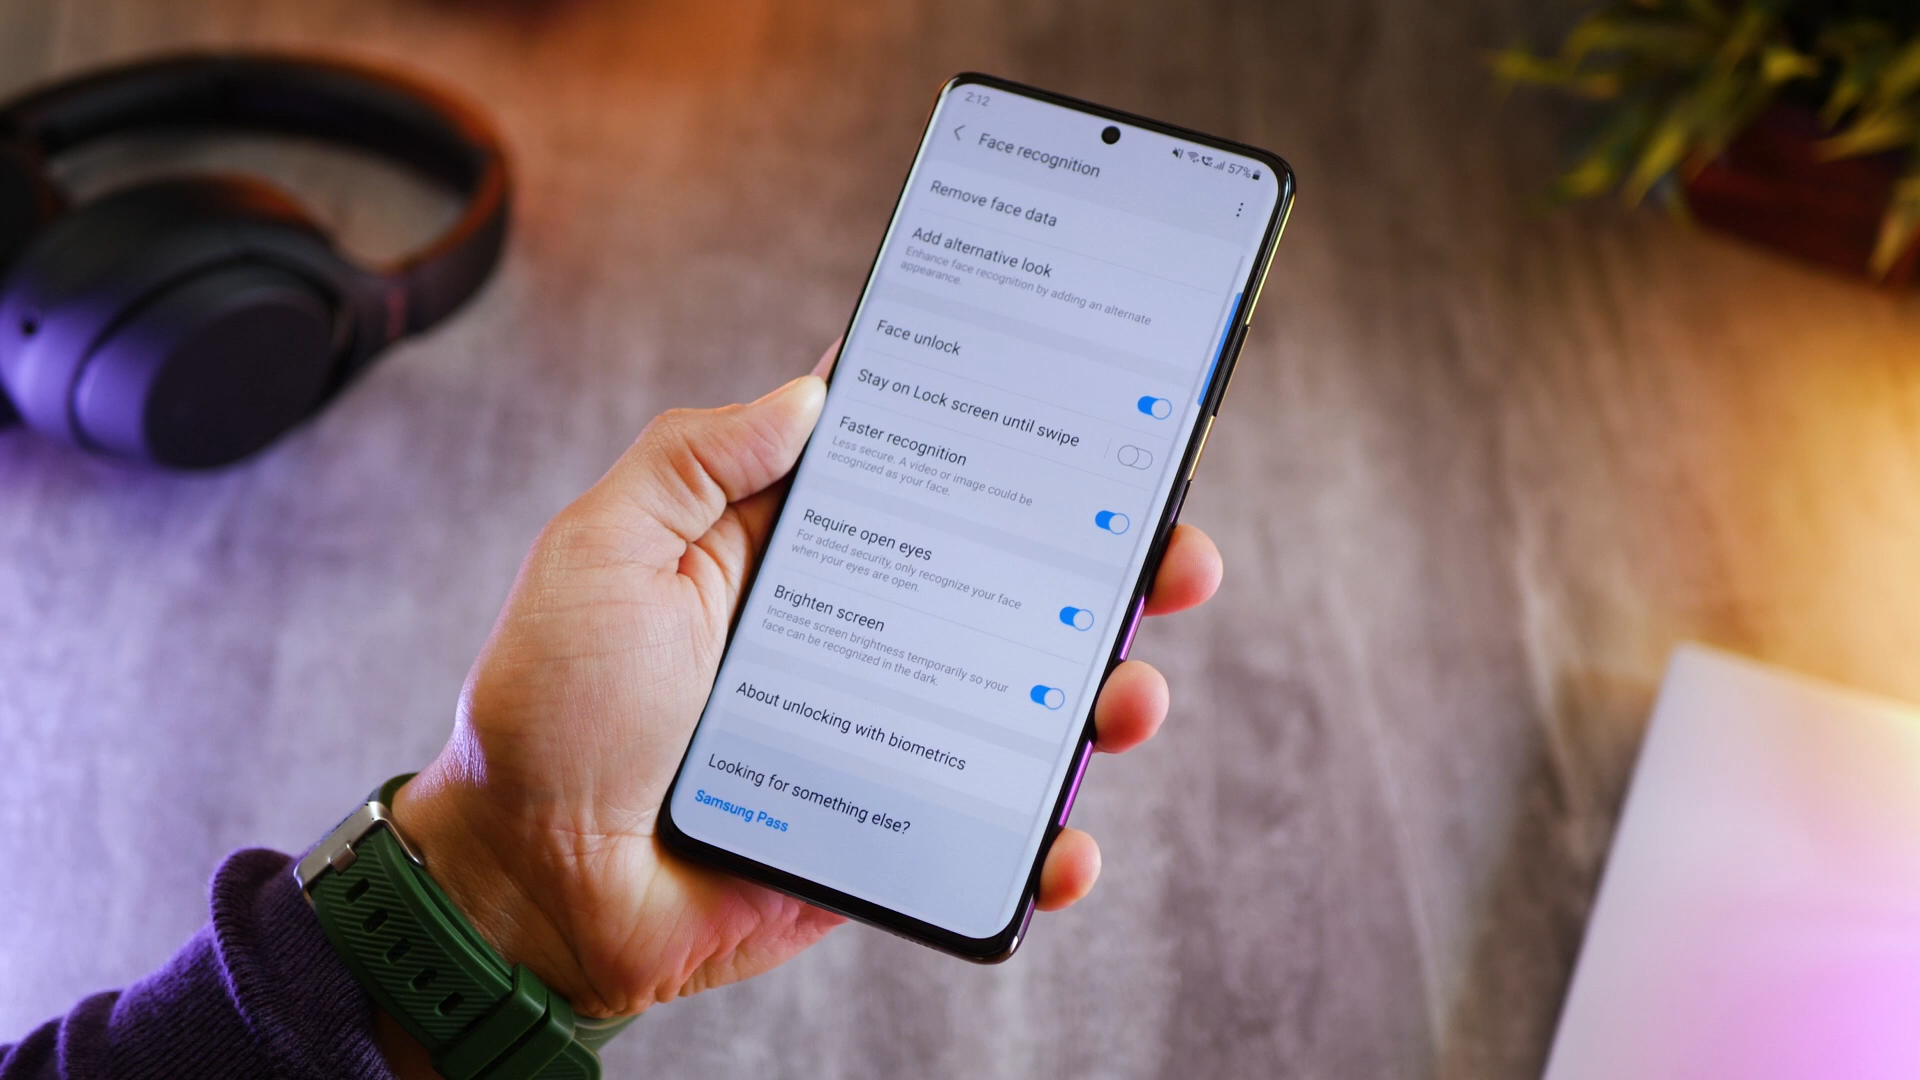 2:12
57%
Face recognition
Remove face data
Add alternative look
Enhance face recognition by adding an alternate
appearance.
Face unlock
Stay on Lock screen until swipe
Faster recognition
Less secure. A video or image could be
recognized as your face.
Require open eyes
For added security, only recognize your face
when your eyes are open.
Brighten screen
Increase screen brightness temporarily so your
face can be recognized in the dark.
About unlocking with biometrics
Looking for something else?
Samsung Pass